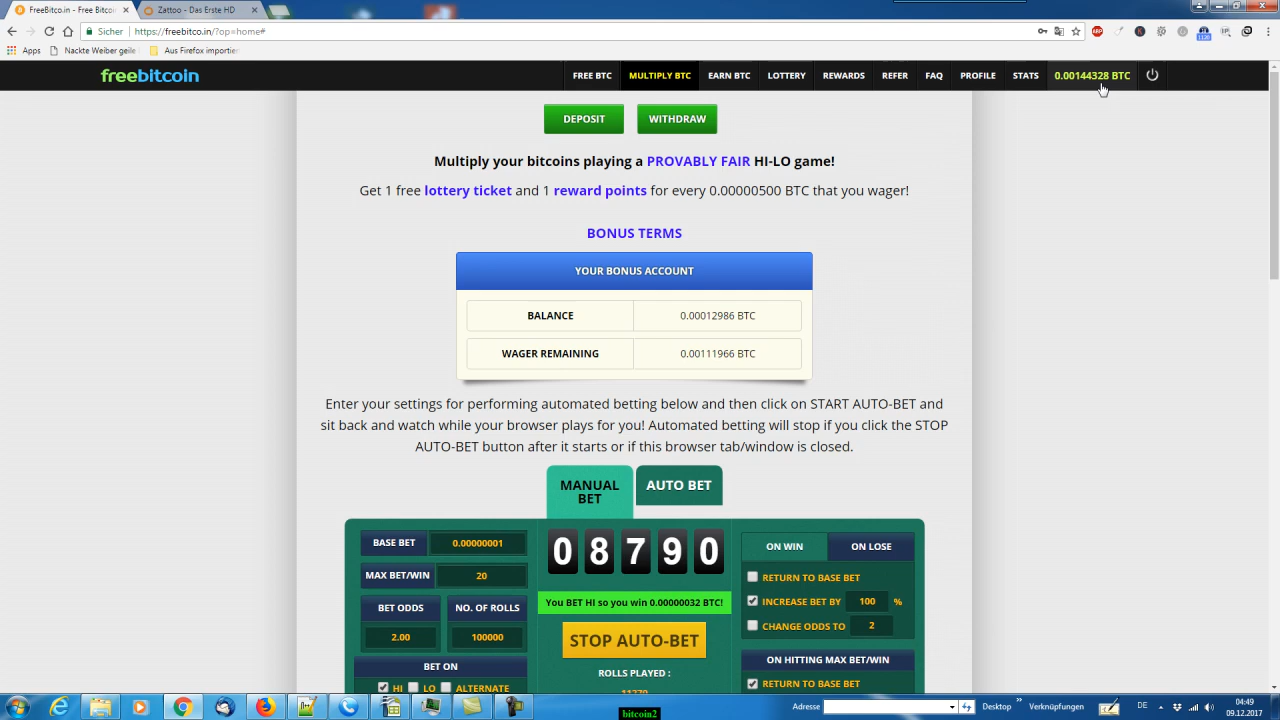 FreeBitco.in - Free Bitcoi
Zattoo - Das Erste HD
Sicher
https://freebitco.in/?op=home#
Apps
Nackte Weiber geile
Aus Firefox importier
freebitcoin
FREE BTC
MULTIPLY BTC
EARN BTC
LOTTERY
REWARDS
REFER
FAQ
PROFILE
STATS
0.00144328 BTC
DEPOSIT
WITHDRAW
Multiply your bitcoins playing a PROVABLY FAIR HI-LO game!
Get 1 free lottery ticket and 1 reward points for every 0.00000500 BTC that you wager!
BONUS TERMS
YOUR BONUS ACCOUNT
BALANCE 0.00012986 BTC
WAGER REMAINING 0.00111966 BTC
Enter your settings for performing automated betting below and then click on START AUTO-BET and
sit back and watch while your browser plays for you! Automated betting will stop if you click the STOP
AUTO-BET button after it starts or if this browser tab/window is closed.
MANUAL
BET
AUTO BET
BASE BET 0.00000001
MAX BET/WIN 20
BET ODDS NO. OF ROLLS
2.00 100000
BET ON
HI LO ALTERNATE
08790
You BET HI so you win 0.00000032 BTC!
STOP AUTO-BET
ROLLS PLAYED :
ON WIN ON LOSE
RETURN TO BASE BET
INCREASE BET BY 100 %
CHANGE ODDS TO 2
ON HITTING MAX BET/WIN
RETURN TO BASE BET
Adresse
Desktop
Verknüpfungen
DE
04:49
09.12.2017
bitcoin2